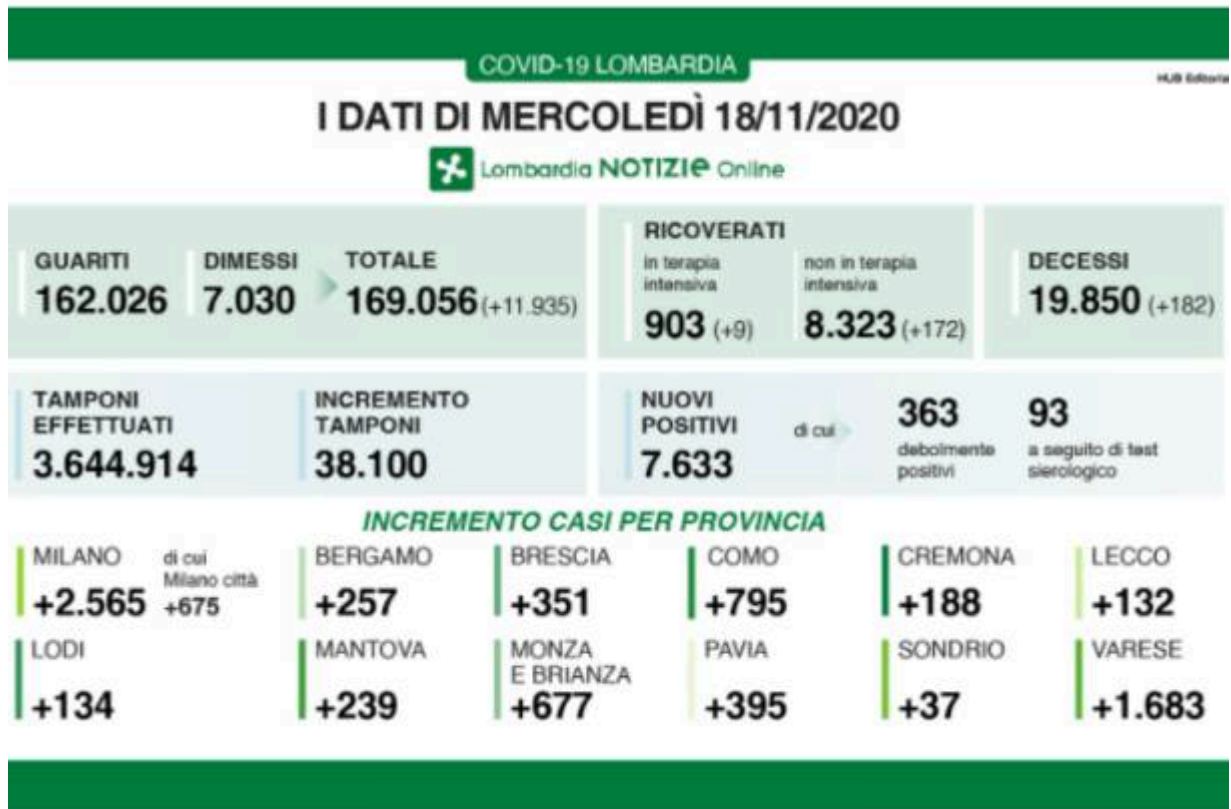 COVID-19 LOMBARDIA
HUB Editoria
I DATI DI MERCOLEDÌ 18/11/2020
Lombardia NOTIZIE Online
GUARITI
162.026
DIMESSI
7.030
TOTALE
169.056 (+11.935)
RICOVERATI
in terapia
intensiva
903 (+9)
non in terapia
intensiva
8.323 (+172)
DECESSI
19.850 (+182)
TAMPONI
EFFETTUATI
3.644.914
INCREMENTO
TAMPONI
38.100
NUOVI
POSITIVI
7.633
di cui
363
debolmente
positivi
93
a seguito di test
sierologico
INCREMENTO CASI PER PROVINCIA
MILANO
+2.565
di cui
Milano città
+675
BERGAMO
+257
BRESCIA
+351
COMO
+795
CREMONA
+188
LECCO
+132
LODI
+134
MANTOVA
+239
MONZA
E BRIANZA
+677
PAVIA
+395
SONDRIO
+37
VARESE
+1.683